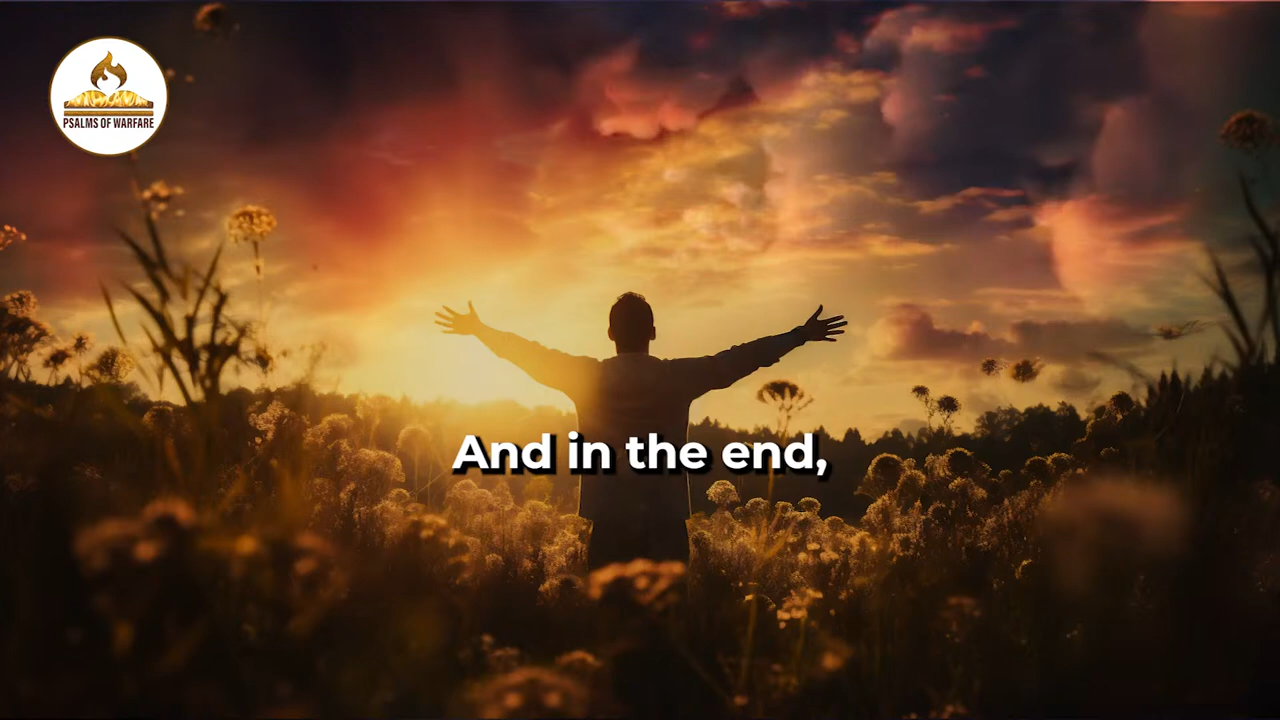 PSALMS OF WARFARE
And in the end,